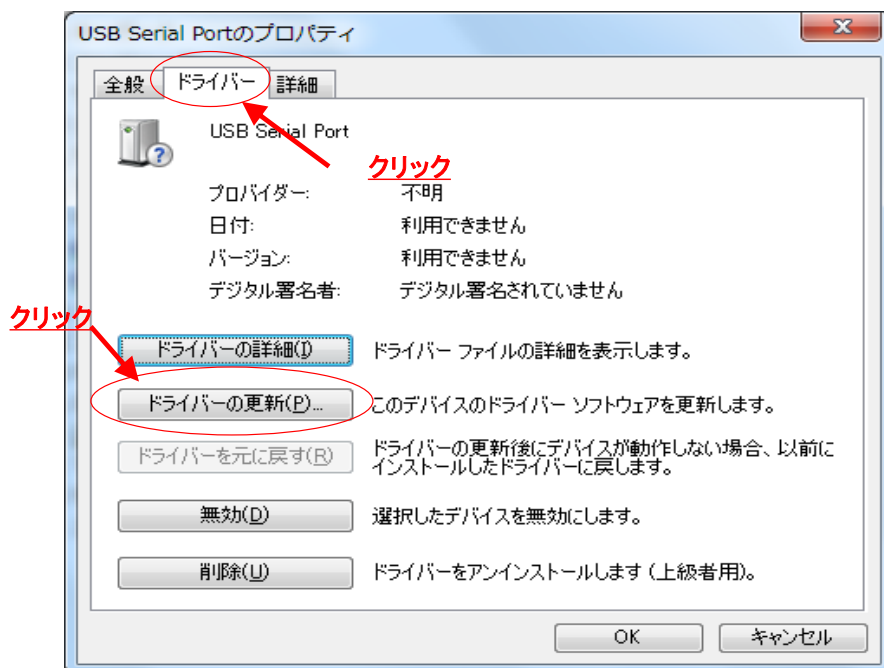 USB Serial Portのプロパティ
全般 ドライバー 詳細
USB Serial Port
クリック
プロバイダー: 不明
日付: 利用できません
バージョン: 利用できません
デジタル署名者: デジタル署名されていません
クリック
ドライバーの詳細(I) ドライバー ファイルの詳細を表示します。
ドライバーの更新(P)... このデバイスのドライバー ソフトウェアを更新します。
ドライバーを元に戻す(R) ドライバーの更新後にデバイスが動作しない場合、以前に
インストールしたドライバーに戻します。
無効(D) 選択したデバイスを無効にします。
削除(U) ドライバーをアンインストールします (上級者用)。
OK キャンセル